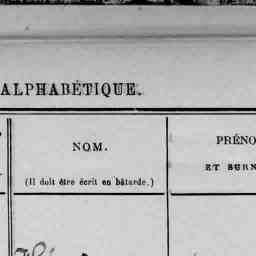 ALPHABÉTIQUE.
NOM.
(Il doit être écrit en bâtarde.)
PRÉNO
ET SURN